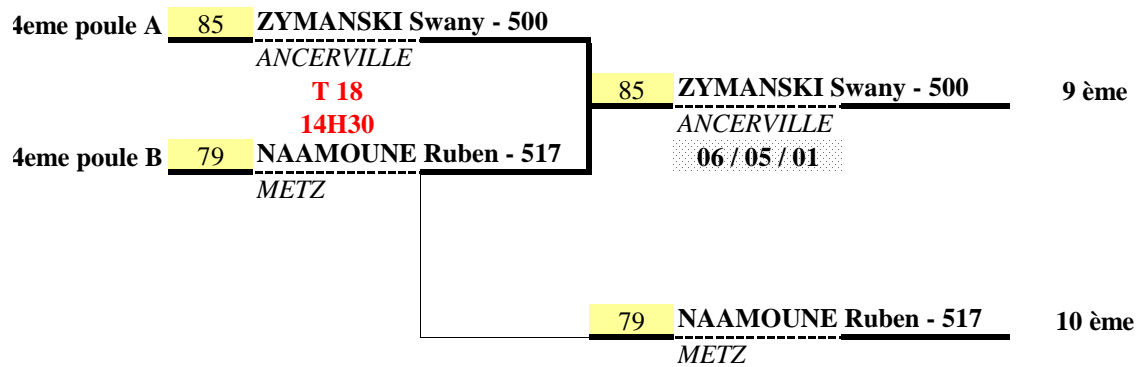 4eme poule A 85 ZYMANSKI Swany - 500
ANCERVILLE
T 18
14H30
4eme poule B 79 NAAMOUNE Ruben - 517
METZ
85 ZYMANSKI Swany - 500 9 ème
ANCERVILLE
06 / 05 / 01
79 NAAMOUNE Ruben - 517 10 ème
METZ